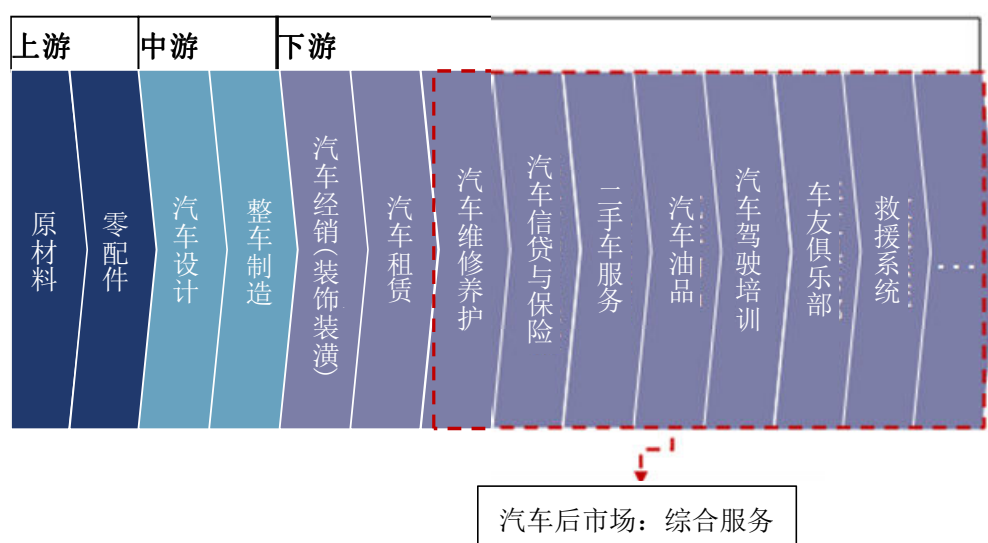 上游
中游
下游
原材料
零配件
汽车设计
整车制造
汽车经销(装饰装潢)
汽车租赁
汽车维修养护
汽车信贷与保险
二手车服务
汽车油品
汽车驾驶培训
车友俱乐部
救援系统
...
汽车后市场：综合服务